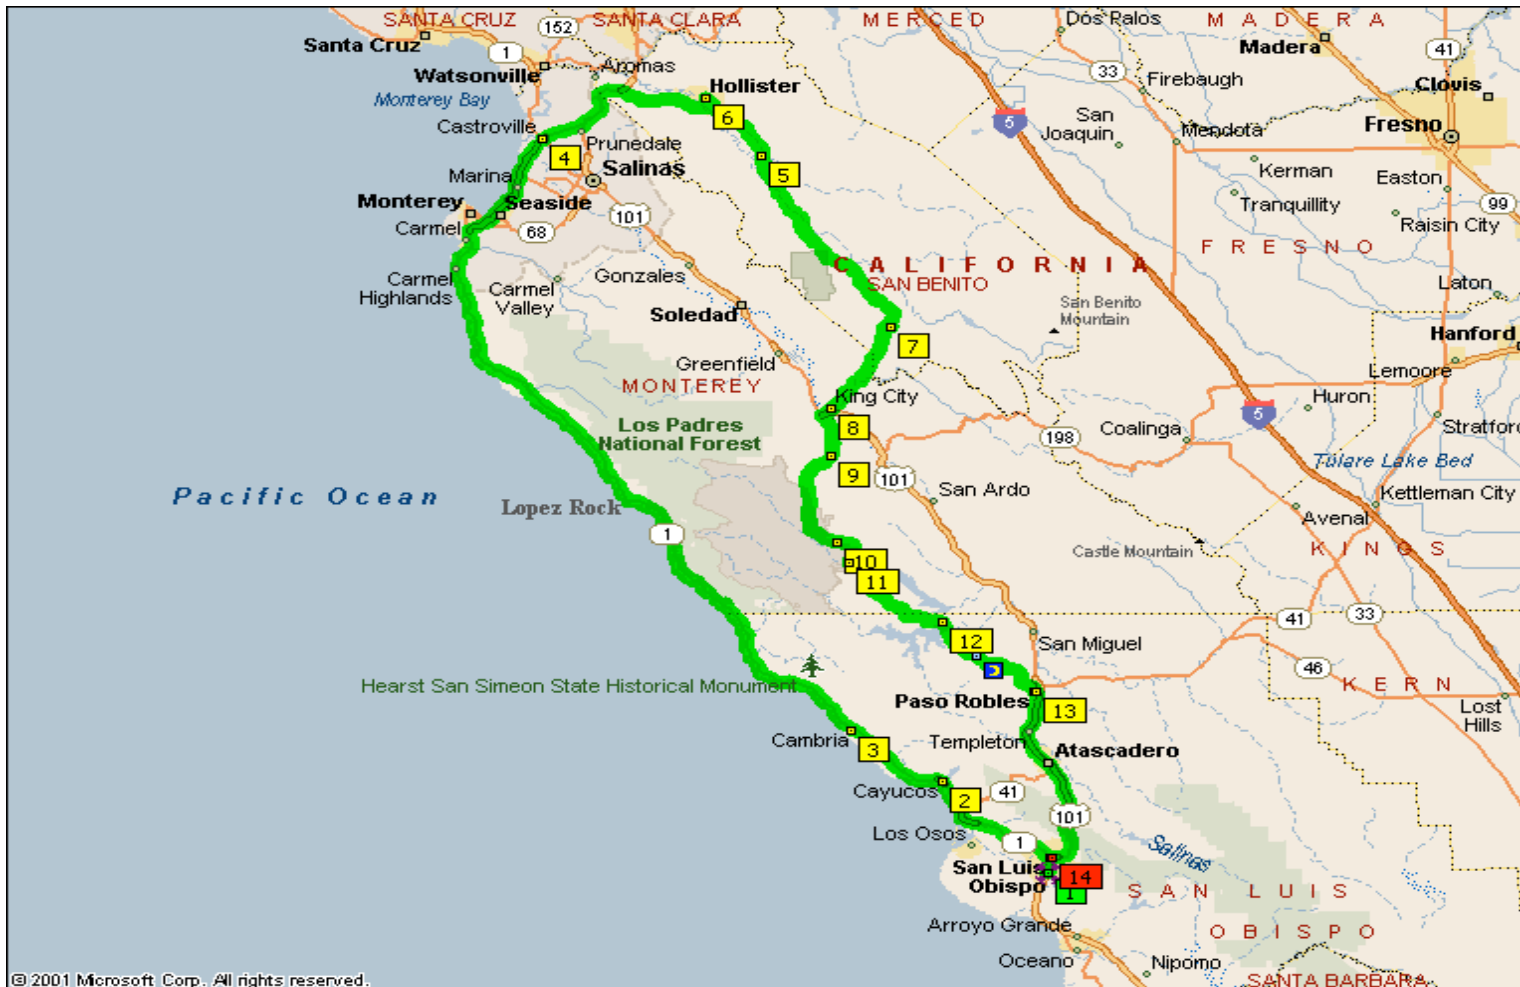 SANTA CRUZ
SANTA CLARA
MERCED
Dos Palos
MADERA
152
Santa Cruz
1
Madera
41
Watsonville
Aromas
33
Firebaugh
Clovis
Monterey Bay
Hollister
6
5
San
Joaquin
Mendota
Fresno
Castroville
Prunedale
4
Salinas
5
Kerman
Easton
Marina
Monterey
Seaside
101
Tranquillity
99
Raisin City
Carmel
68
FRESNO
CALIFORNIA
SAN BENITO
Carmel
Highlands
Carmel
Valley
Gonzales
San Benito
Mountain
Laton
Soledad
7
Hanford
Greenfield
Lemoore
MONTEREY
King City
Huron
5
Los Padres
National Forest
8
198
Coalinga
Stratford
9
101
Tulare Lake Bed
Pacific Ocean
Lopez Rock
San Ardo
Kettleman City
1
Avenal
10
Castle Mountain
KINGS
11
41
33
12
San Miguel
46
Hearst San Simeon State Historical Monument
KERN
Paso Robles
13
Lost
Hills
Cambria
3
Templeton
Atascadero
Cayucos
2
41
101
Los Osos
1
Salinas
San Luis
Obispo
14
1
SAN LUIS
OBISPO
Arroyo Grande
Oceano
Nipomo
SANTA BARBARA
© 2001 Microsoft Corp. All rights reserved.